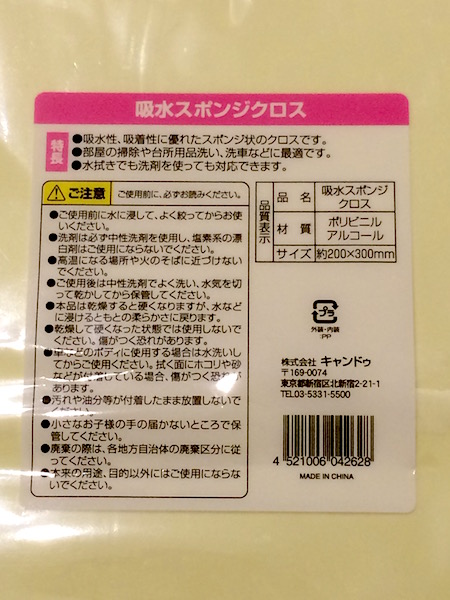 吸水スポンジクロス
特長
●吸水性、吸着性に優れたスポンジ状のクロスです。
●部屋の掃除や台所用品洗い、洗車などに最適です。
●水拭きでも洗剤を使っても対応できます。
ご注意 ご使用前に、必ずお読みください。
●ご使用前に水に浸して、よく絞ってからお使
いください。
●洗剤は必ず中性洗剤を使用し、塩素系の漂
白剤はご使用にならないでください。
●高温になる場所や火のそばに近づけない
でください。
●ご使用後は中性洗剤でよく洗い、水気を切
って乾かしてから保管してください。
●本品は乾燥すると硬くなりますが、水など
に浸けるともとの柔らかさに戻ります。
●乾燥して硬くなった状態では使用しないで
ください。傷がつく恐れがあります。
●車などのボディに使用する場合は水洗いし
てからご使用ください。拭く面にホコリや砂
などが付着している場合、傷がつく恐れが
あります。
●汚れや油分等が付着したまま放置しないで
ください。
●小さなお子様の手の届かないところで保
管してください。
●廃棄の際は、各地方自治体の廃棄区分に従
ってください。
●本来の用途、目的以外にはご使用にならな
いでください。
品質表示
品 名 吸水スポンジ
クロス
材 質 ポリビニル
アルコール
サイズ 約200×300mm
プラ
外装・内装
:PP
株式会社 キャンドゥ
〒169-0074
東京都新宿区北新宿2-21-1
TEL03-5331-5500
4 521006 042628
MADE IN CHINA